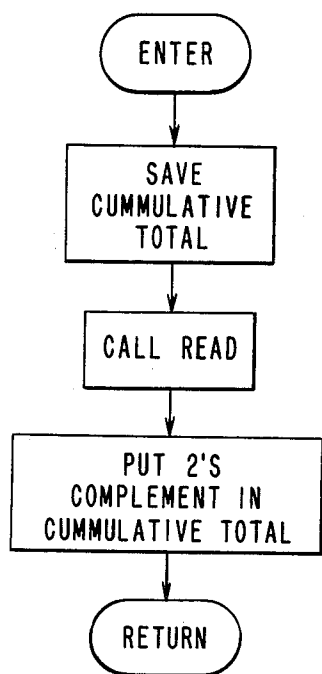 ENTER
SAVE
CUMMULATIVE
TOTAL
CALL READ
PUT 2'S
COMPLEMENT IN
CUMMULATIVE TOTAL
RETURN